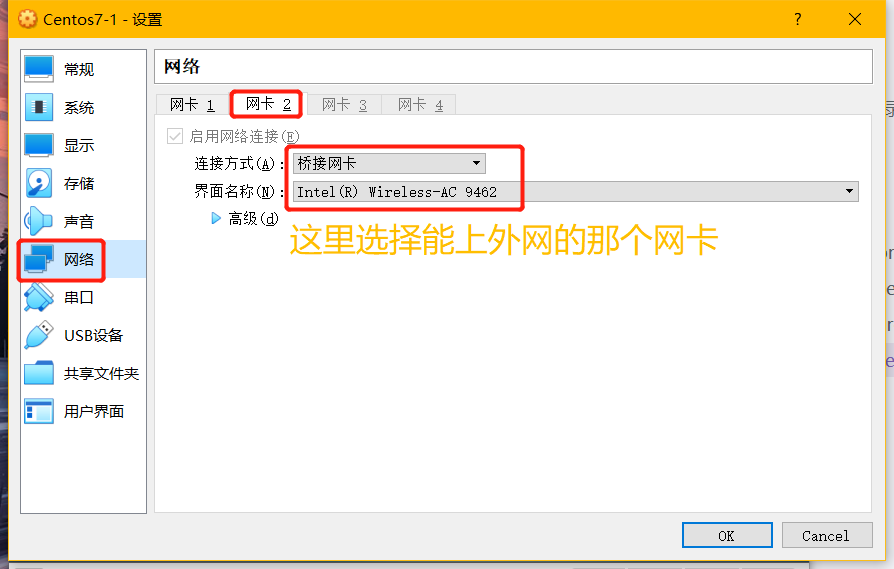 Centos7-1 - 设置
?
常规
系统
显示
存储
声音
网络
串口
USB设备
共享文件夹
用户界面
网络
网卡 1
网卡 2
网卡 3
网卡 4
启用网络连接(E)
连接方式(A): 桥接网卡
界面名称(N): Intel(R) Wireless-AC 9462
高级(d)
这里选择能上外网的那个网卡
OK
Cancel